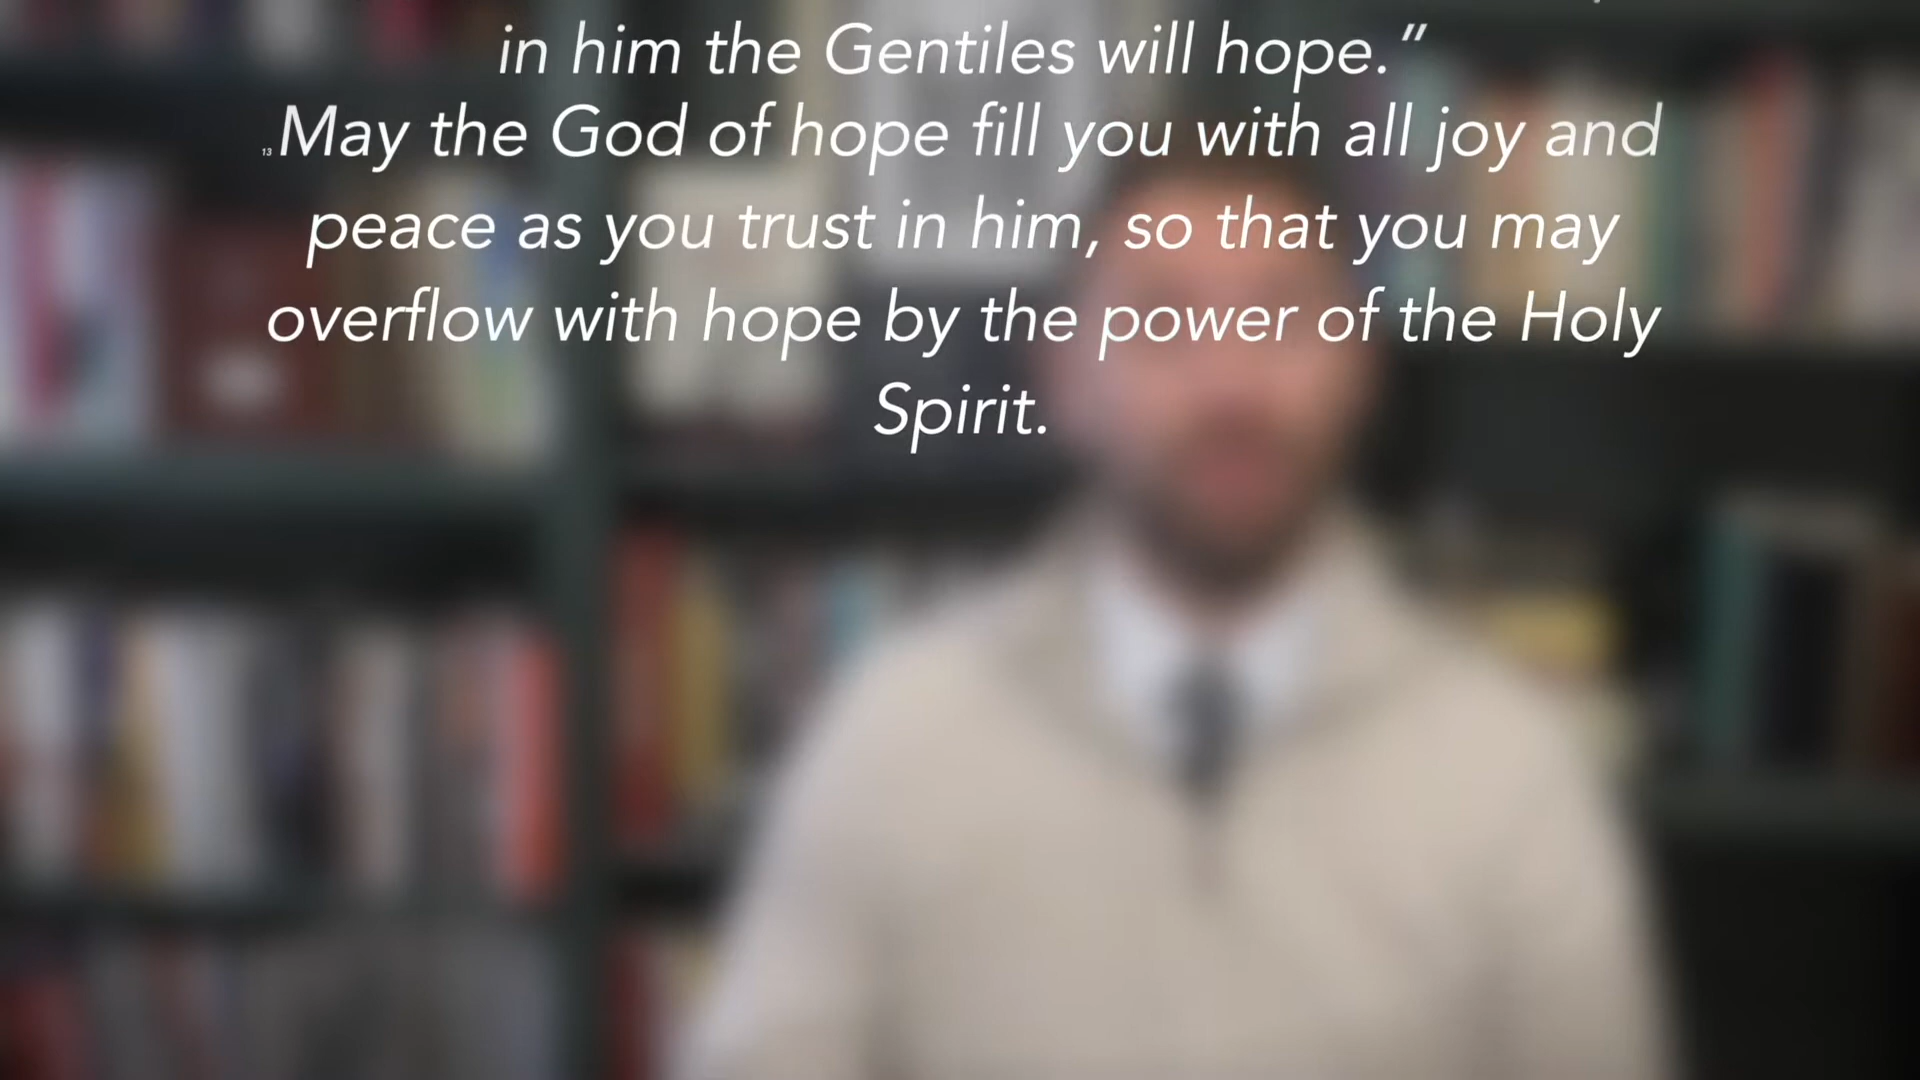 in him the Gentiles will hope.”
13 May the God of hope fill you with all joy and
peace as you trust in him, so that you may
overflow with hope by the power of the Holy
Spirit.